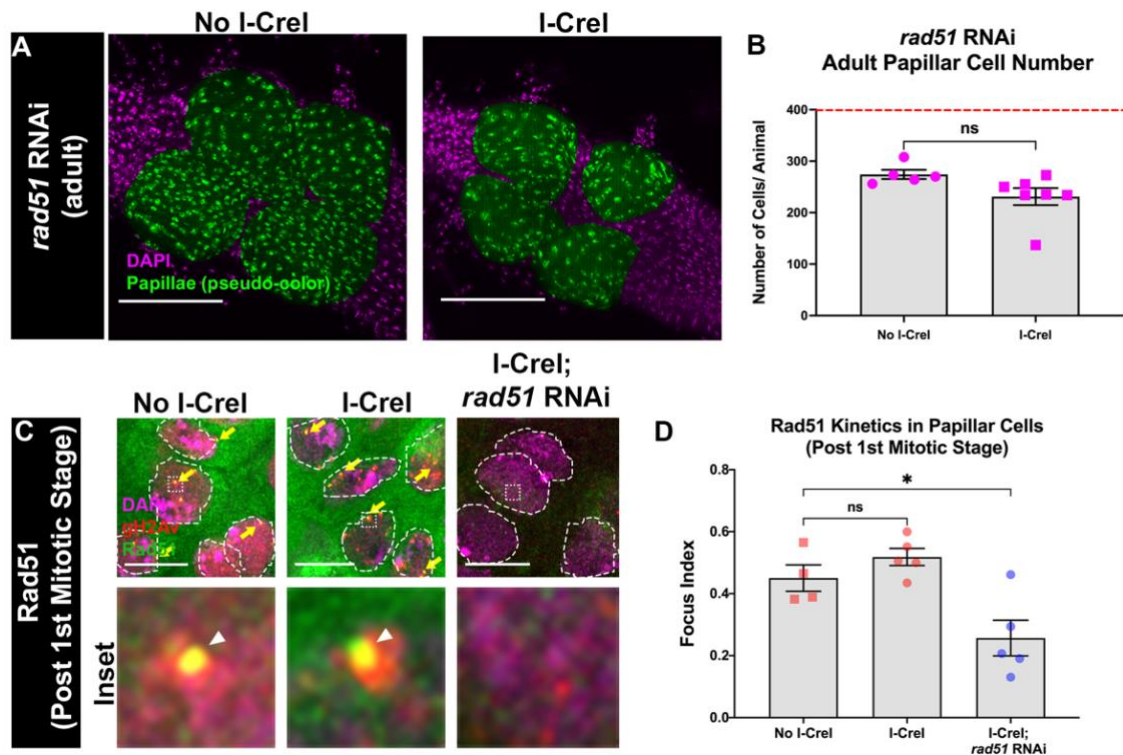 A
No I-CreI
I-CreI
rad51 RNAi
(adult)
DAPI
Papillae (pseudo-color)
B
rad51 RNAi
Adult Papillar Cell Number
Number of Cells/ Animal
400
300
200
100
0
ns
No I-CreI
I-CreI
C
No I-CreI
I-CreI
I-CreI;
rad51 RNAi
Rad51
(Post 1st Mitotic Stage)
DAPI
gH2Av
Rad51
Inset
D
Rad51 Kinetics in Papillar Cells
(Post 1st Mitotic Stage)
Focus Index
0.8
0.6
0.4
0.2
0.0
*
ns
No I-CreI
I-CreI
I-CreI;
rad51 RNAi